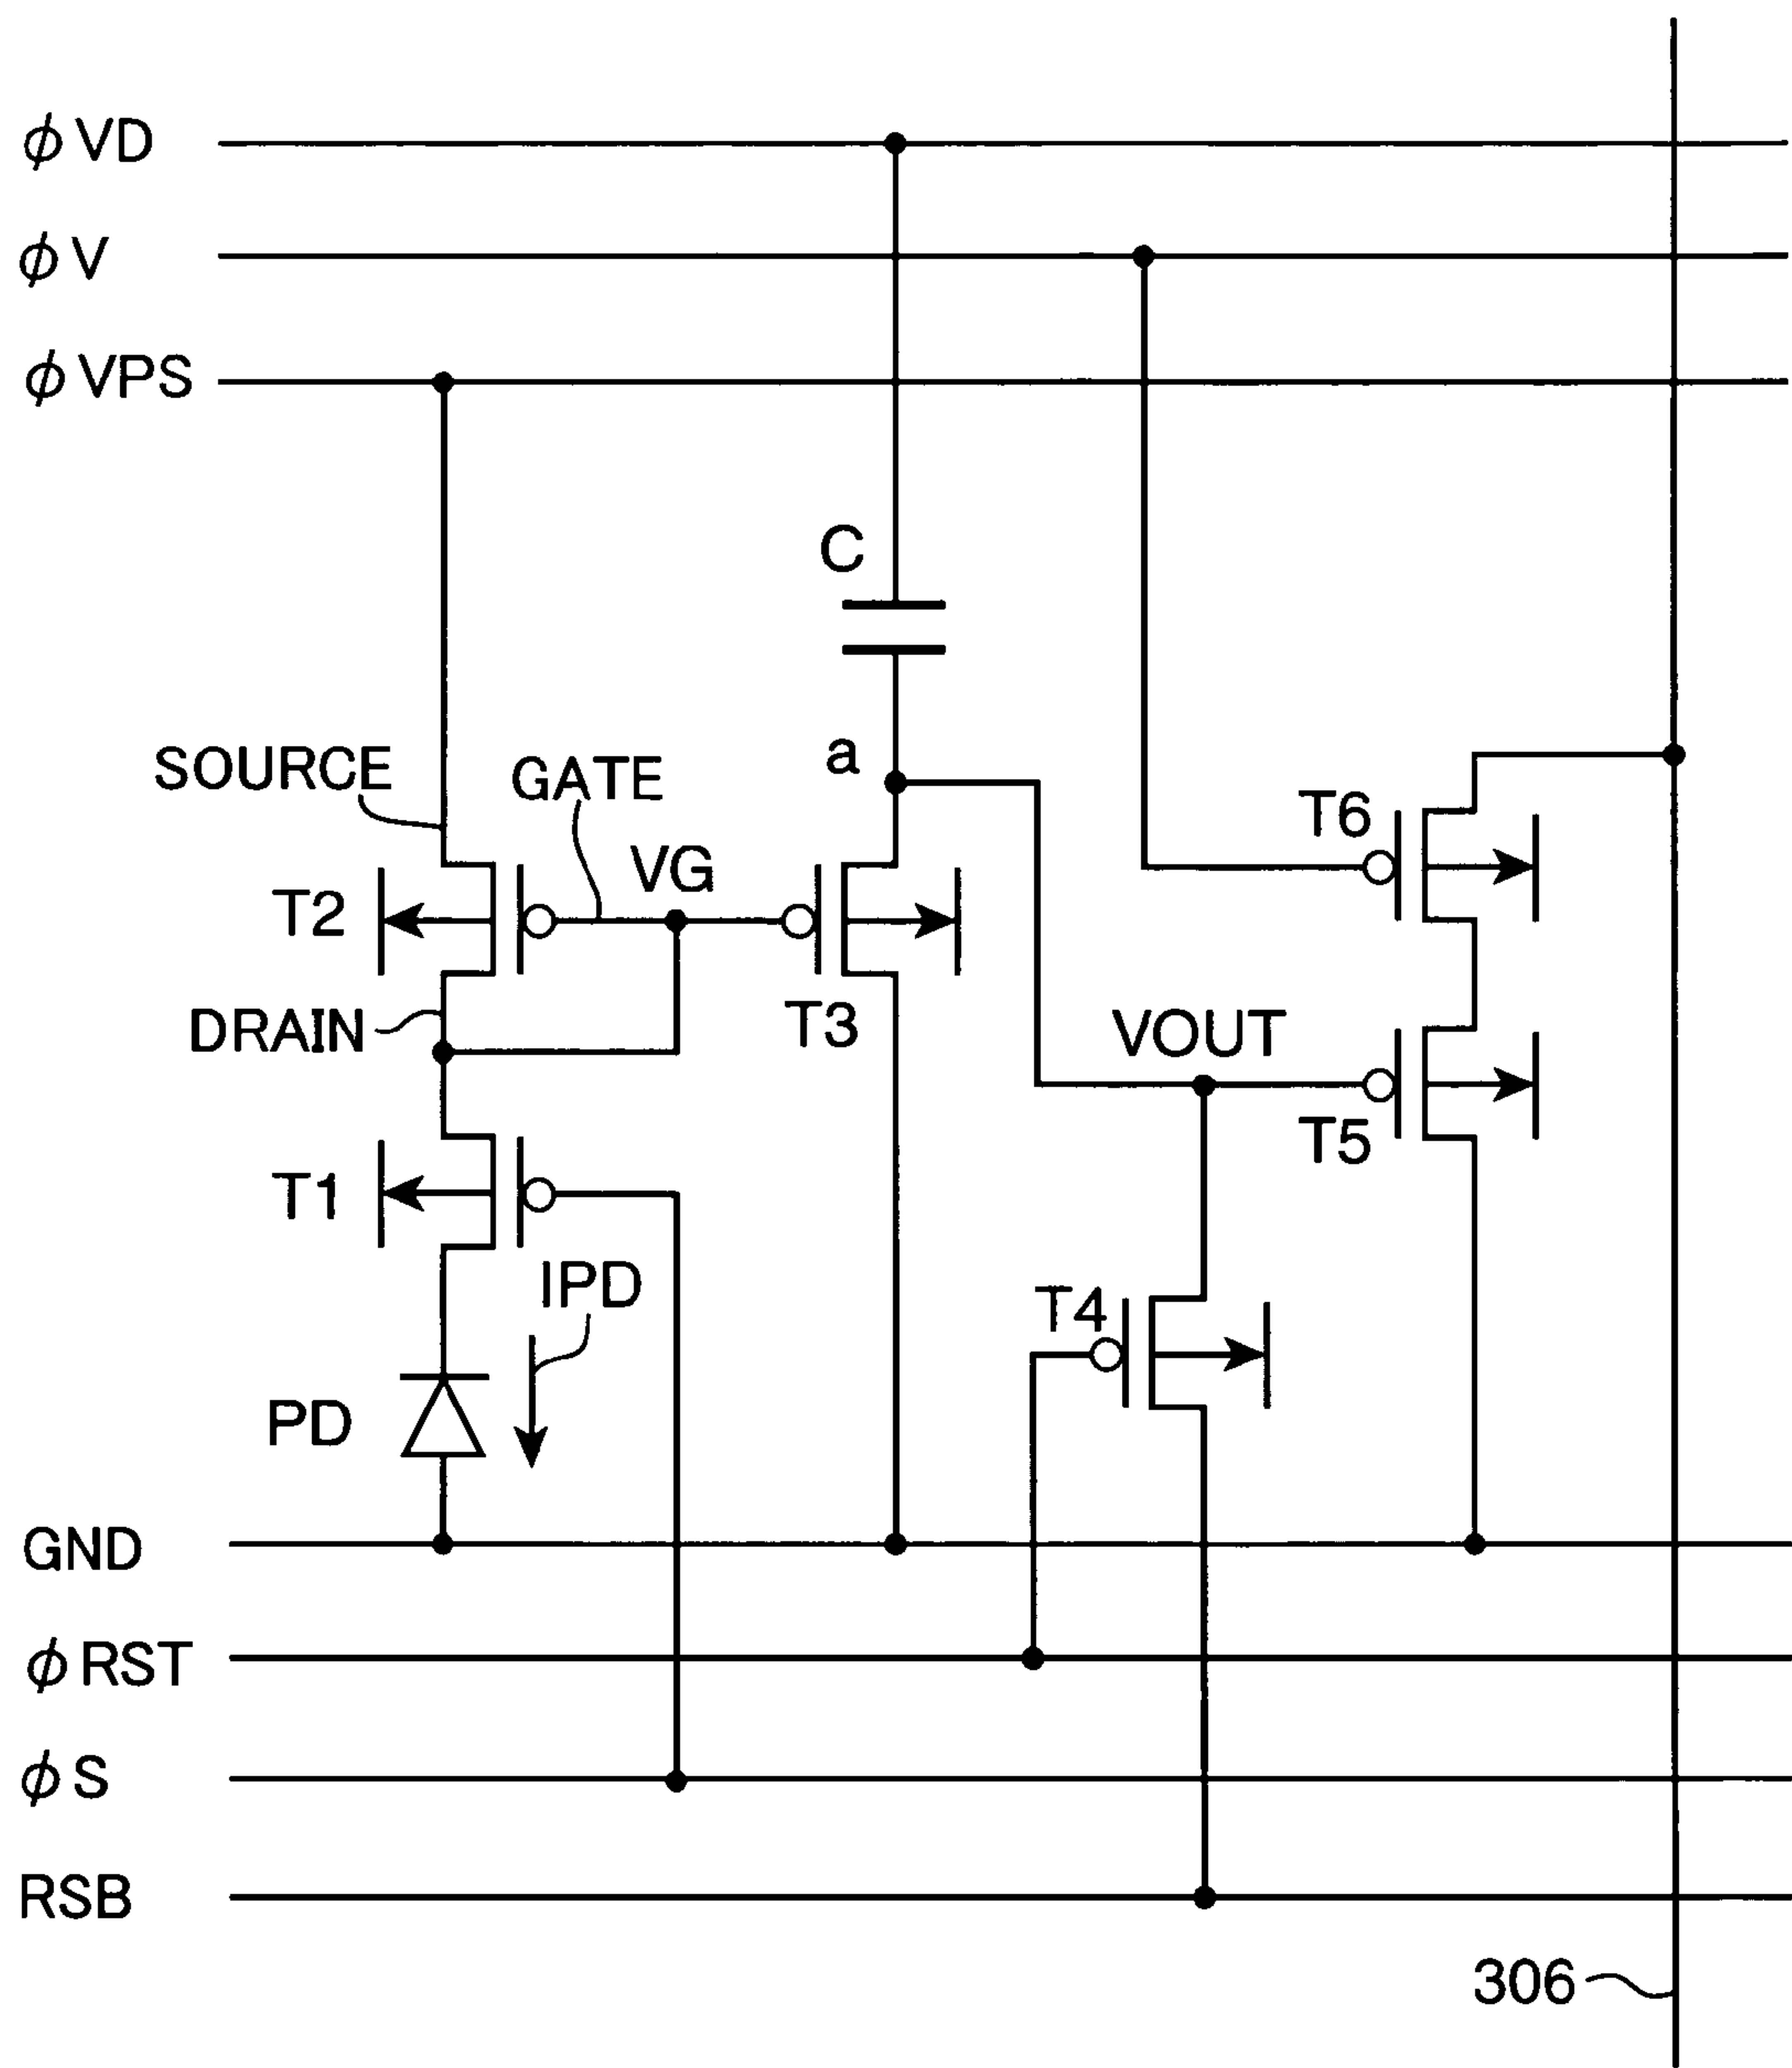 ϕVD
ϕV
ϕVPS
C
SOURCE
GATE
a
T6
VG
T2
DRAIN
T3
VOUT
T5
T1
IPD
T4
PD
GND
ϕRST
ϕS
RSB
306